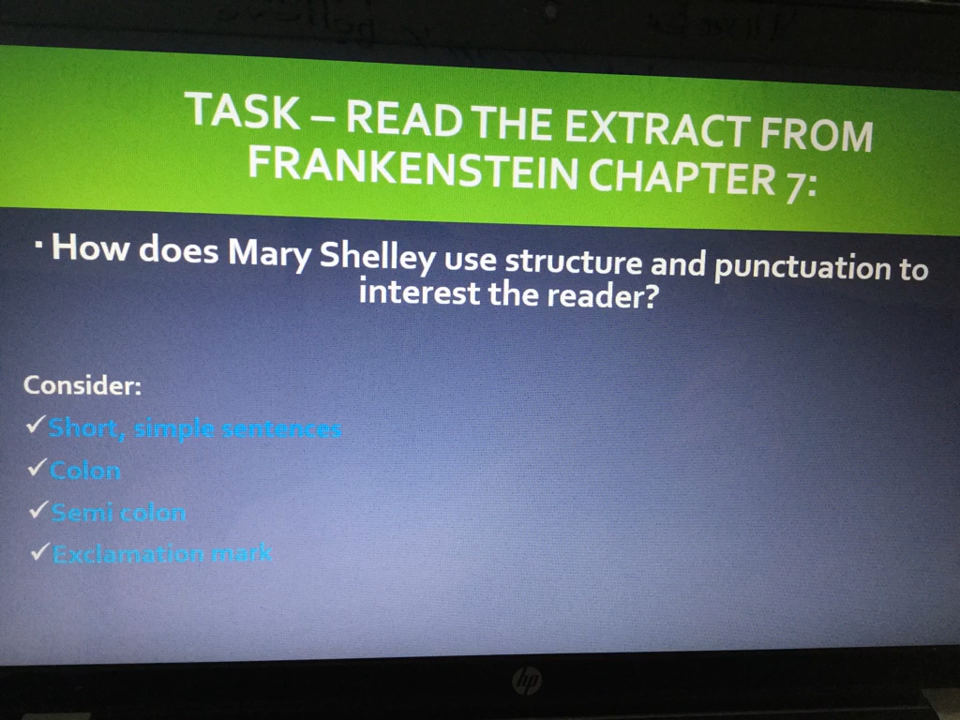 TASK – READ THE EXTRACT FROM
FRANKENSTEIN CHAPTER 7:
▪ How does Mary Shelley use structure and punctuation to
interest the reader?
Consider:
✓ Short, simple sentences
✓ Colon
✓ Semi colon
✓ Exclamation mark
hp